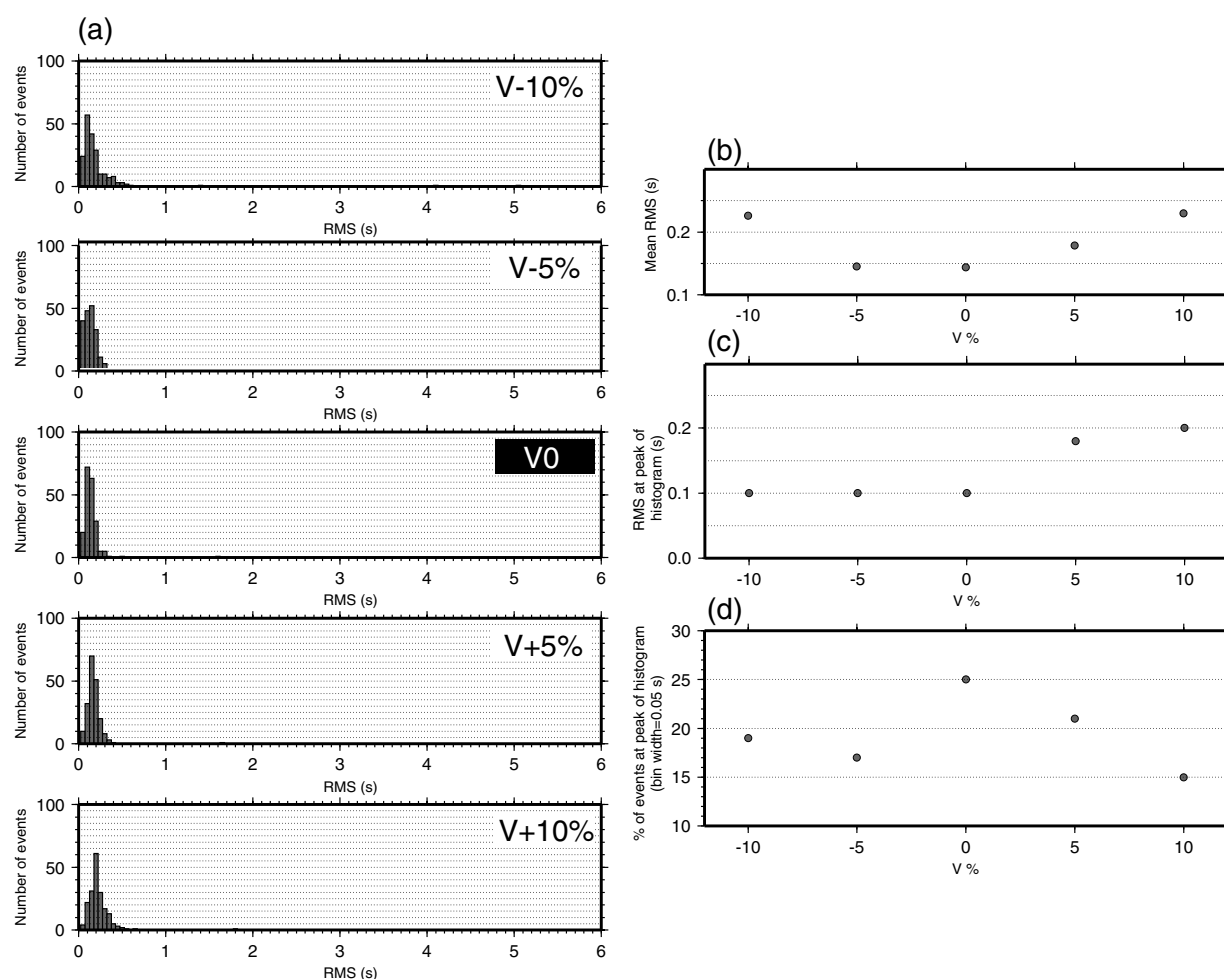 (a)
100
50
0
Number of events
V-10%
0 1 2 3 4 5 6
RMS (s)
100
50
0
Number of events
V-5%
0 1 2 3 4 5 6
RMS (s)
100
50
0
Number of events
V0
0 1 2 3 4 5 6
RMS (s)
100
50
0
Number of events
V+5%
0 1 2 3 4 5 6
RMS (s)
100
50
0
Number of events
V+10%
0 1 2 3 4 5 6
RMS (s)
(b)
Mean RMS (s)
0.2
0.1
-10 -5 0 5 10
V %
(c)
RMS at peak of
histogram (s)
0.2
0.1
0.0
-10 -5 0 5 10
V %
(d)
% of events at peak of histogram
(bin width=0.05 s)
30
25
20
15
10
-10 -5 0 5 10
V %